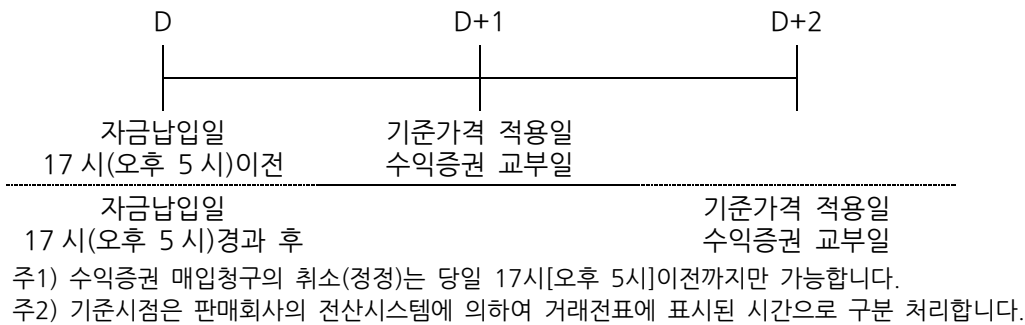 D D+1 D+2
자금납입일 기준가격 적용일
17 시(오후 5 시)이전 수익증권 교부일
자금납입일 기준가격 적용일
17 시(오후 5 시)경과 후 수익증권 교부일
주1) 수익증권 매입청구의 취소(정정)는 당일 17시[오후 5시]이전까지만 가능합니다.
주2) 기준시점은 판매회사의 전산시스템에 의하여 거래전표에 표시된 시간으로 구분 처리합니다.